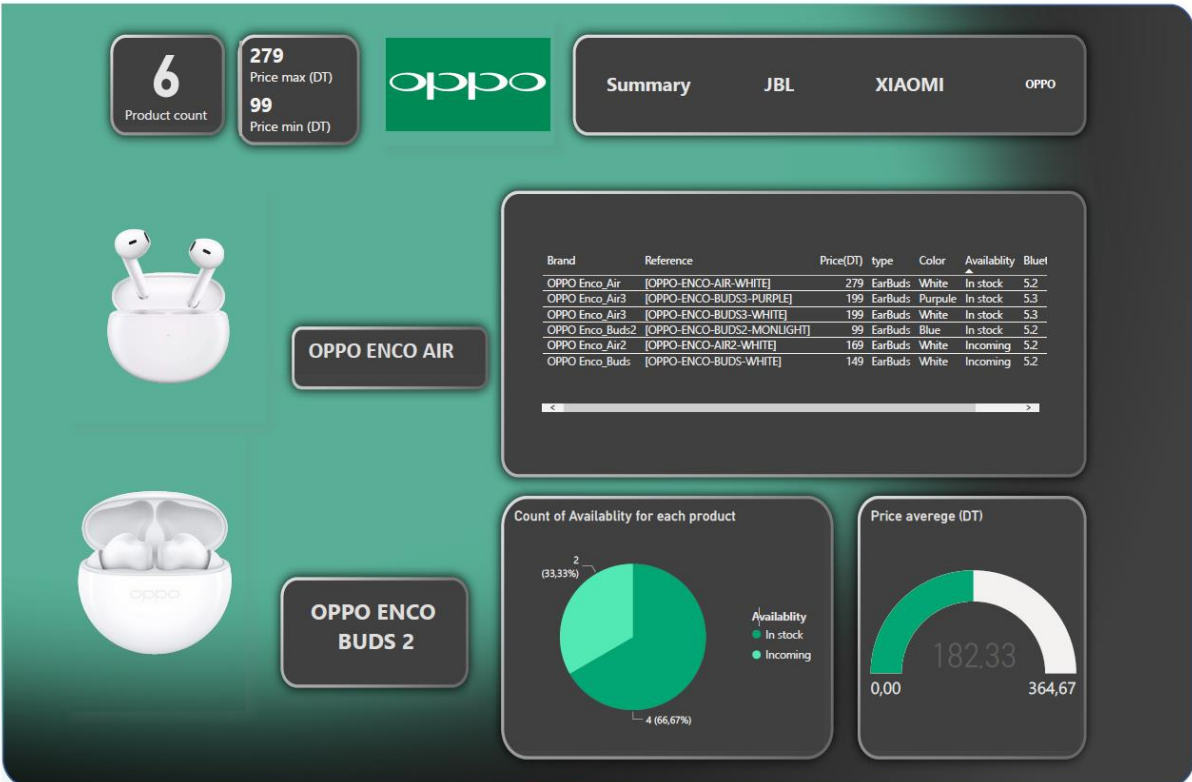 6
Product count
279
Price max (DT)
99
Price min (DT)
oppo
Summary JBL XIAOMI OPPO
OPPO ENCO AIR
Brand Reference Price(DT) type Color Availablity Bluet
OPPO Enco_Air [OPPO-ENCO-AIR-WHITE] 279 EarBuds White In stock 5.2
OPPO Enco_Air3 [OPPO-ENCO-BUDS3-PURPLE] 199 EarBuds Purpule In stock 5.3
OPPO Enco_Air3 [OPPO-ENCO-BUDS3-WHITE] 199 EarBuds White In stock 5.3
OPPO Enco_Buds2 [OPPO-ENCO-BUDS2-MONLIGHT] 99 EarBuds Blue In stock 5.2
OPPO Enco_Air2 [OPPO-ENCO-AIR2-WHITE] 169 EarBuds White Incoming 5.2
OPPO Enco_Buds [OPPO-ENCO-BUDS-WHITE] 149 EarBuds White Incoming 5.2
oppo
OPPO ENCO
BUDS 2
Count of Availablity for each product
2
(33,33%)
4 (66,67%)
Availablity
In stock
Incoming
Price averege (DT)
182,33
0,00
364,67